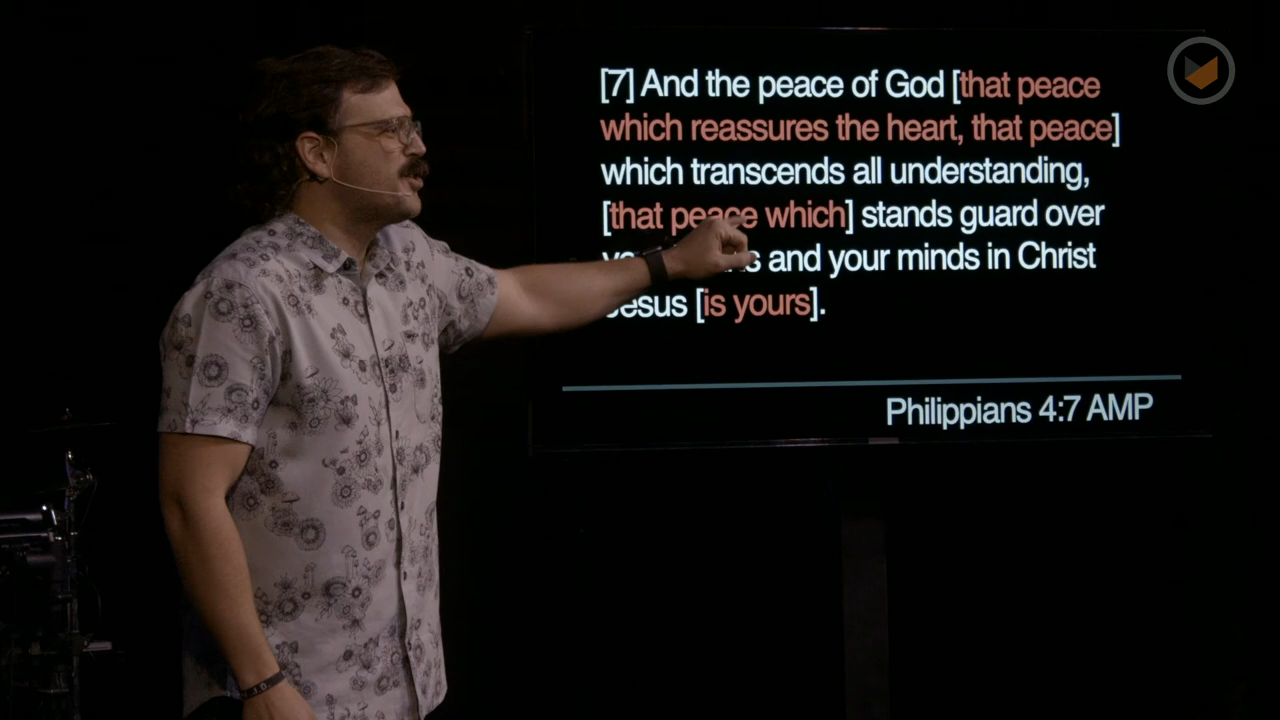 [7] And the peace of God [that peace
which reassures the heart, that peace]
which transcends all understanding,
[that peace which] stands guard over
and your minds in Christ
Jesus [is yours].
Philippians 4:7 AMP